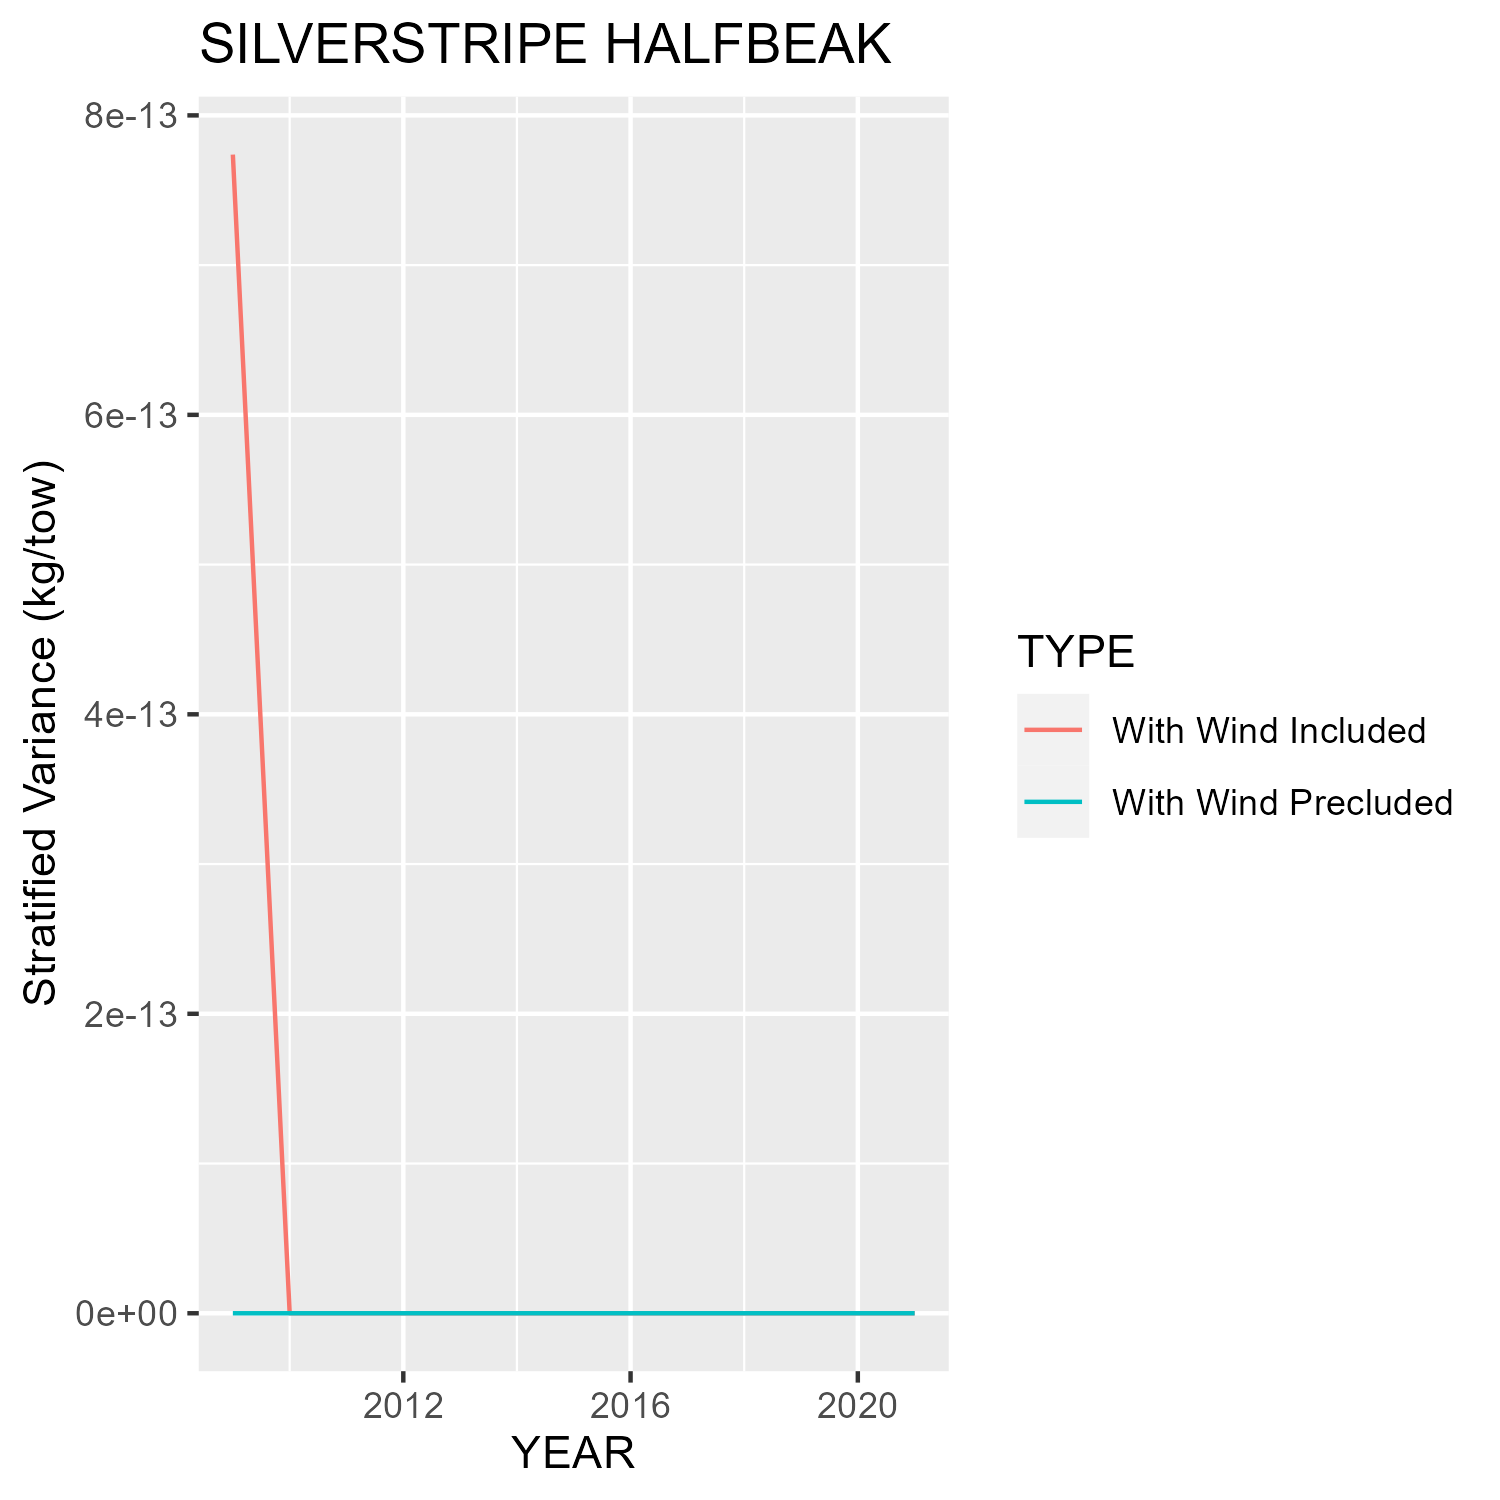 SILVERSTRIPE HALFBEAK
8e-13
6e-13
4e-13
2e-13
0e+00
Stratified Variance (kg/tow)
2012 2016 2020
YEAR
TYPE
With Wind Included
With Wind Precluded